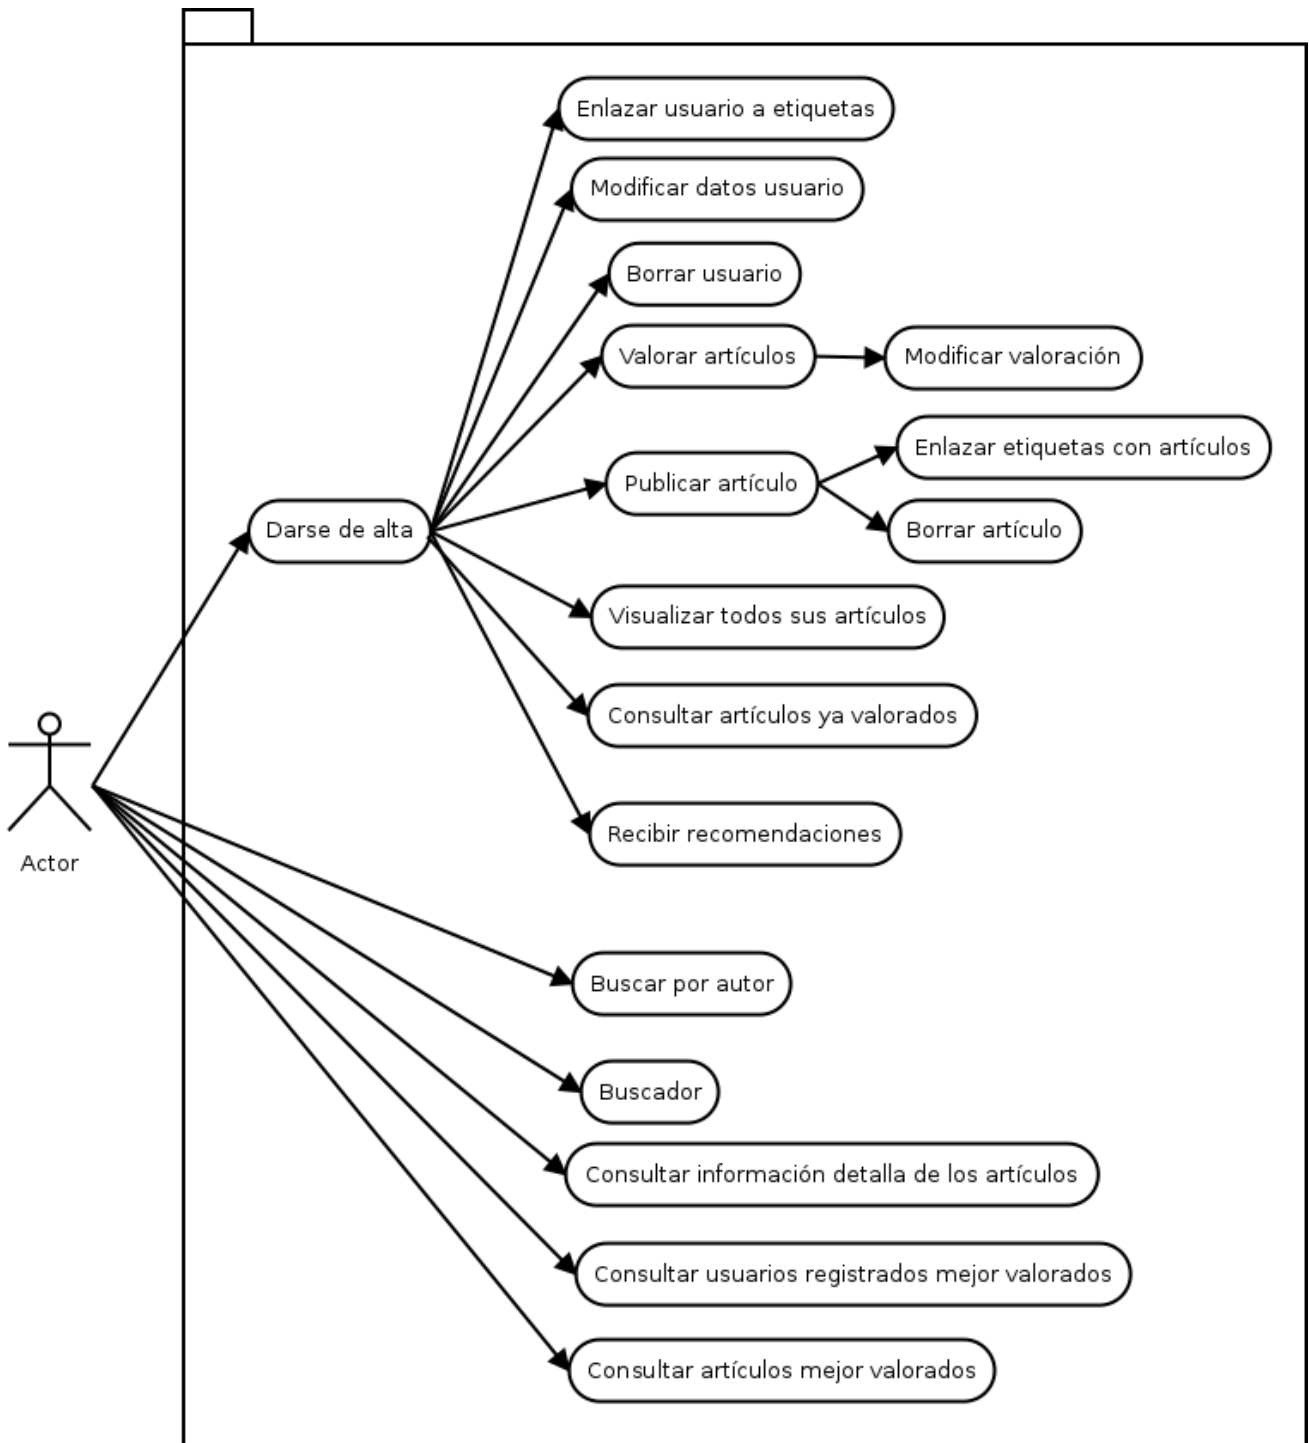 Enlazar usuario a etiquetas
Modificar datos usuario
Borrar usuario
Valorar artículos
Modificar valoración
Enlazar etiquetas con artículos
Publicar artículo
Borrar artículo
Darse de alta
Visualizar todos sus artículos
Consultar artículos ya valorados
Recibir recomendaciones
Actor
Buscar por autor
Buscador
Consultar información detalla de los artículos
Consultar usuarios registrados mejor valorados
Consultar artículos mejor valorados